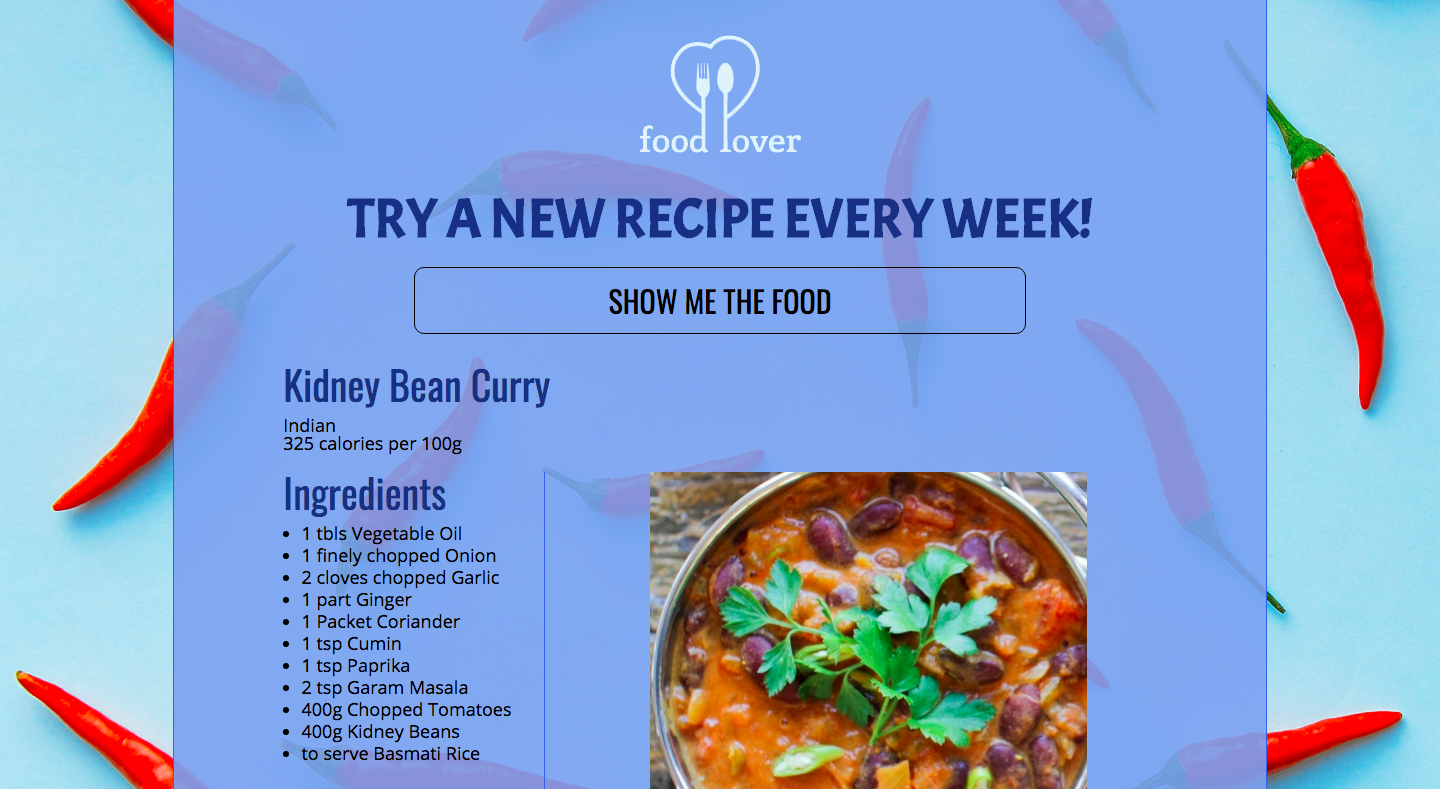 food lover
TRY A NEW RECIPE EVERY WEEK!
SHOW ME THE FOOD
Kidney Bean Curry
Indian
325 calories per 100g
Ingredients
1 tbls Vegetable Oil
1 finely chopped Onion
2 cloves chopped Garlic
1 part Ginger
1 Packet Coriander
1 tsp Cumin
1 tsp Paprika
2 tsp Garam Masala
400g Chopped Tomatoes
400g Kidney Beans
to serve Basmati Rice